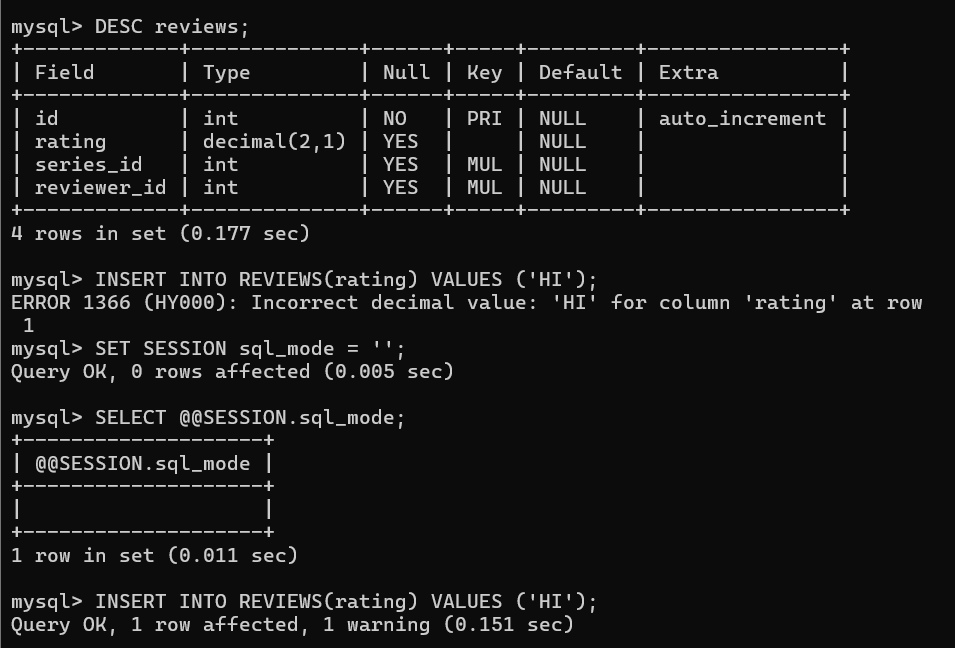 mysql> DESC reviews;
+-------------+--------------+------+-----+---------+----------------+
| Field       | Type         | Null | Key | Default | Extra          |
+-------------+--------------+------+-----+---------+----------------+
| id          | int          | NO   | PRI | NULL    | auto_increment |
| rating      | decimal(2,1) | YES  |     | NULL    |                |
| series_id   | int          | YES  | MUL | NULL    |                |
| reviewer_id | int          | YES  | MUL | NULL    |                |
+-------------+--------------+------+-----+---------+----------------+
4 rows in set (0.177 sec)

mysql> INSERT INTO REVIEWS(rating) VALUES ('HI');
ERROR 1366 (HY000): Incorrect decimal value: 'HI' for column 'rating' at row
 1
mysql> SET SESSION sql_mode = '';
Query OK, 0 rows affected (0.005 sec)

mysql> SELECT @@SESSION.sql_mode;
+--------------------+
| @@SESSION.sql_mode |
+--------------------+
|                    |
+--------------------+
1 row in set (0.011 sec)

mysql> INSERT INTO REVIEWS(rating) VALUES ('HI');
Query OK, 1 row affected, 1 warning (0.151 sec)